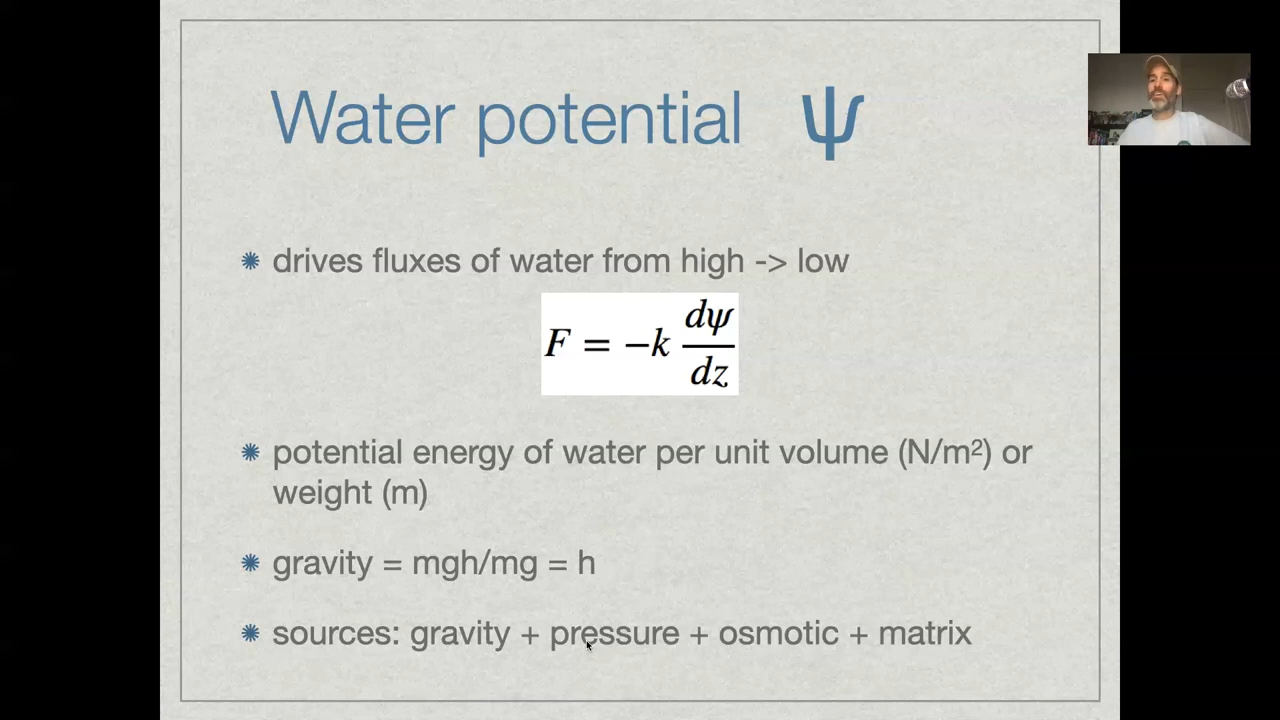 Water potential ψ
drives fluxes of water from high -> low
F = −k dψ/dz
potential energy of water per unit volume (N/m²) or
weight (m)
gravity = mgh/mg = h
sources: gravity + pressure + osmotic + matrix